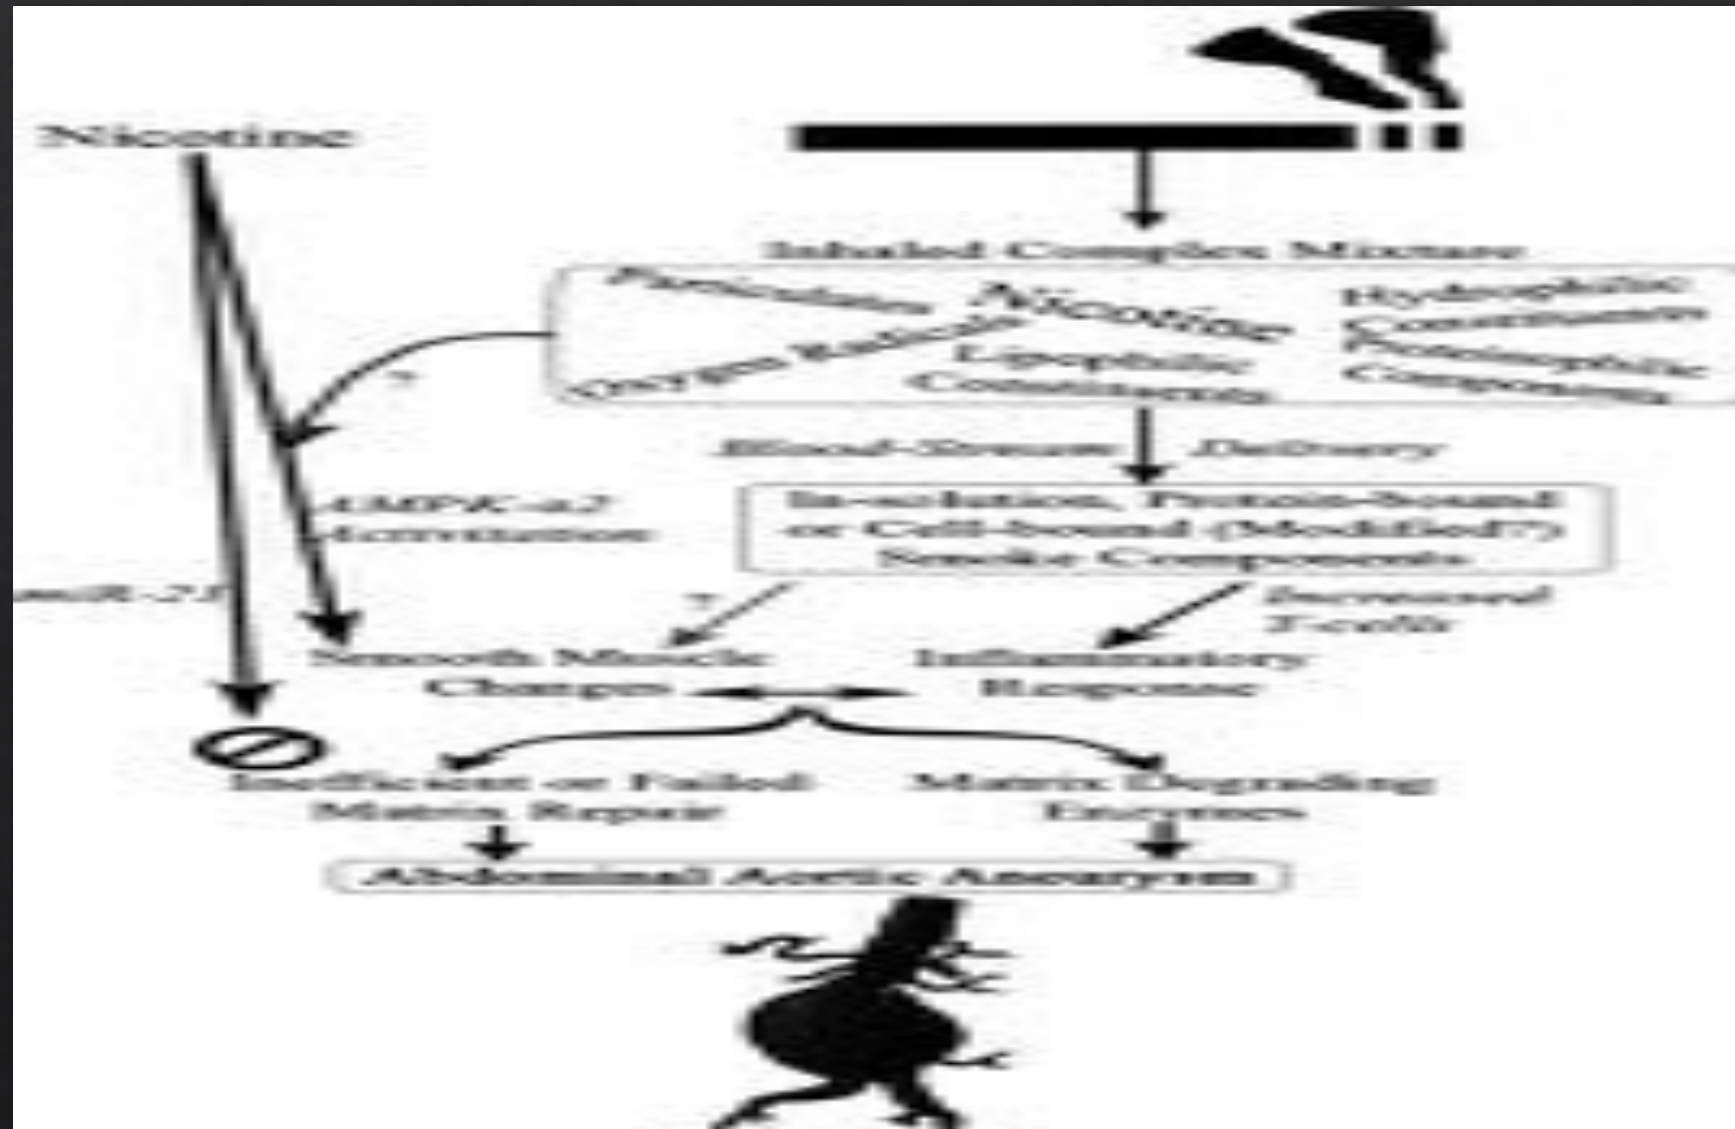 Nicotine
Inhaled Complex Mixture
Particulates
Nicotine
Hydrophilic
Constituents
Oxygen Radicals
Lipophilic
Constituents
Proteinophilic
Components
?
Blood-Stream Delivery
AMPK-α2
Activation
In-solution, Protein-bound
or Cell-bound (Modified?)
Smoke Components
miR-21
?
Increased
T-cells
Smooth Muscle
Changes
Inflammatory
Response
Inefficient or Failed
Matrix Repair
Matrix Degrading
Enzymes
Abdominal Aortic Aneurysm